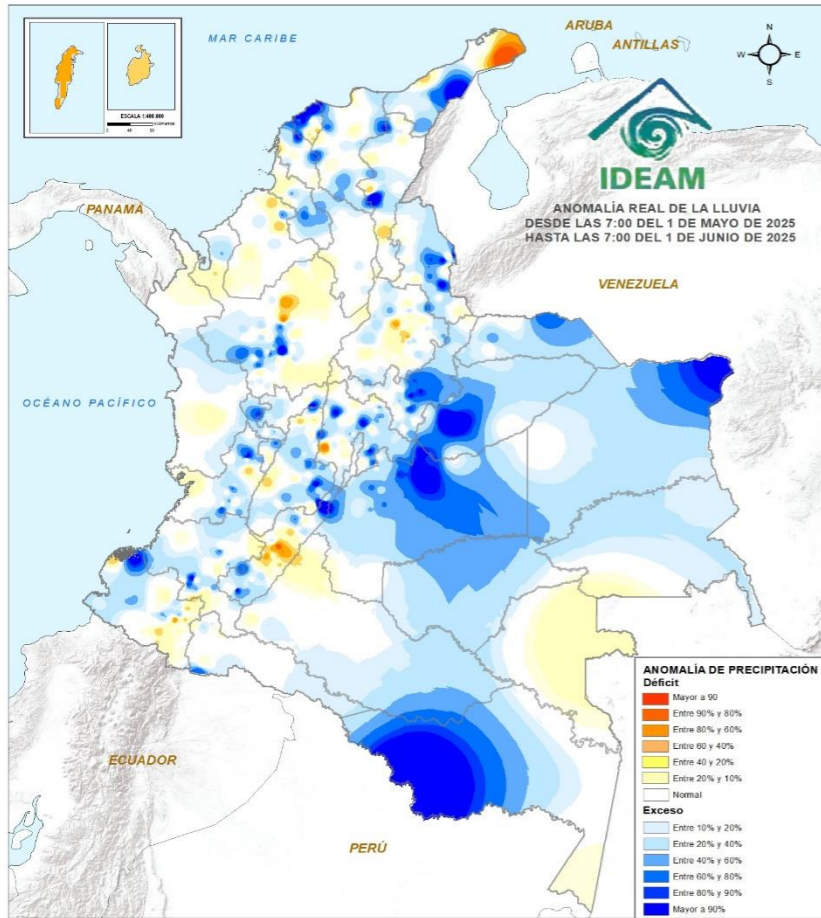 MAR CARIBE
ARUBA
ANTILLAS
N
W
E
S
ESCALA 1:400.000
IDEAM
ANOMALÍA REAL DE LA LLUVIA
DESDE LAS 7:00 DEL 1 DE MAYO DE 2025
HASTA LAS 7:00 DEL 1 DE JUNIO DE 2025
PANAMÁ
VENEZUELA
OCÉANO PACÍFICO
ECUADOR
PERÚ
ANOMALÍA DE PRECIPITACIÓN
Déficit
Mayor a 90
Entre 90% y 80%
Entre 80% y 60%
Entre 60 y 40%
Entre 40 y 20%
Entre 20% y 10%
Normal
Exceso
Entre 10% y 20%
Entre 20% y 40%
Entre 40% y 60%
Entre 60% y 80%
Entre 80% y 90%
Mayor a 90%